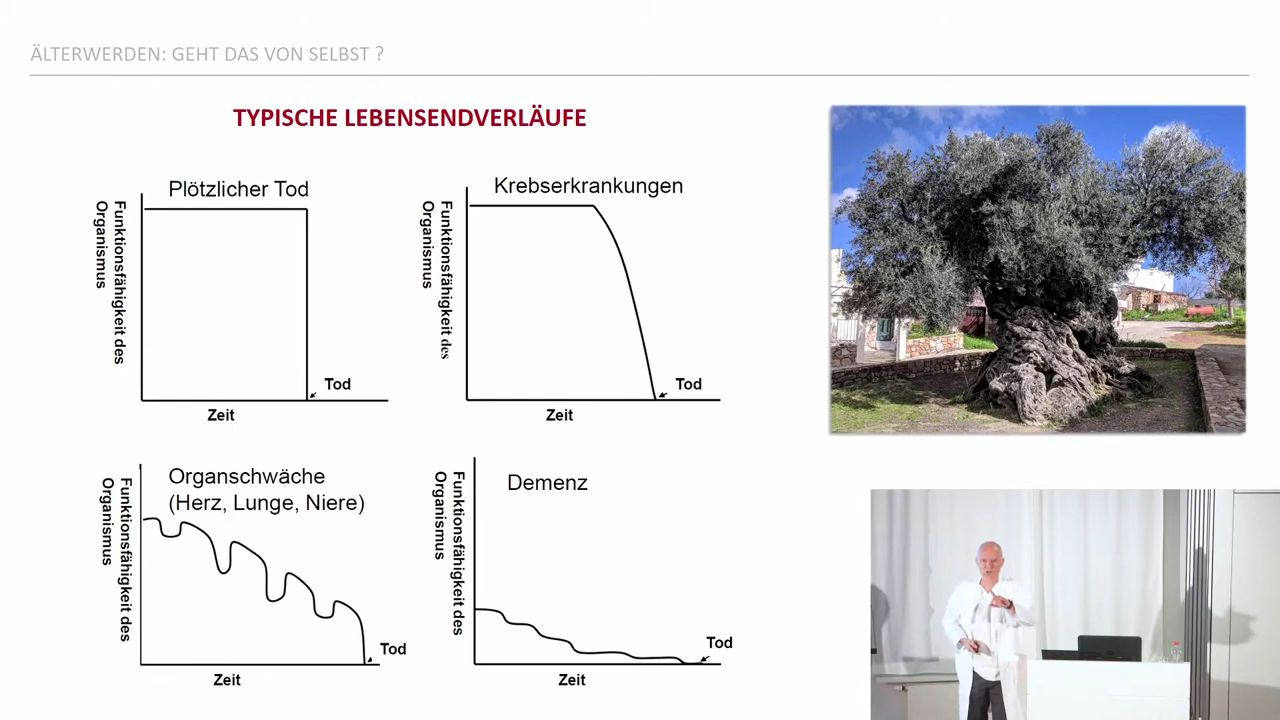 ÄLTERWERDEN: GEHT DAS VON SELBST ?
TYPISCHE LEBENSENDVERLÄUFE
Plötzlicher Tod
Funktionsfähigkeit des
Organismus
Tod
Zeit
Krebserkrankungen
Funktionsfähigkeit des
Organismus
Tod
Zeit
Organschwäche
(Herz, Lunge, Niere)
Funktionsfähigkeit des
Organismus
Tod
Zeit
Demenz
Funktionsfähigkeit des
Organismus
Tod
Zeit